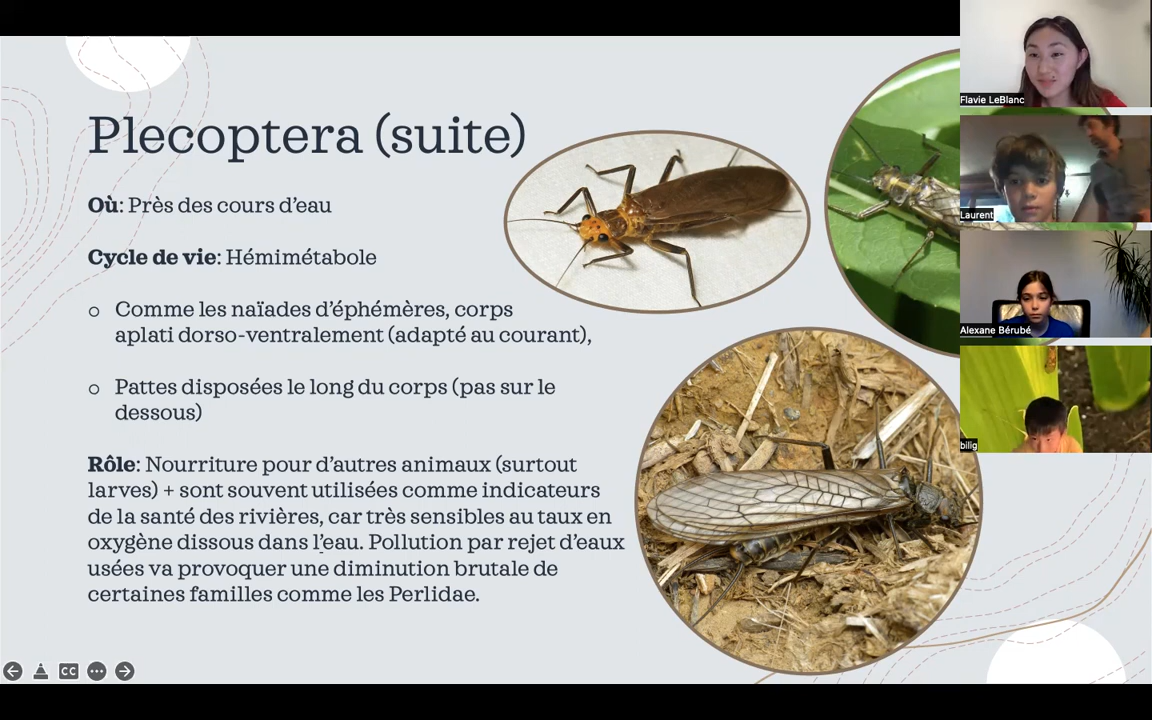 Plecoptera (suite)
Où: Près des cours d'eau
Cycle de vie: Hémimétabole
o Comme les naïades d'éphémères, corps
aplati dorso-ventralement (adapté au courant),
o Pattes disposées le long du corps (pas sur le
dessous)
Rôle: Nourriture pour d'autres animaux (surtout
larves) + sont souvent utilisées comme indicateurs
de la santé des rivières, car très sensibles au taux en
oxygène dissous dans l'eau. Pollution par rejet d'eaux
usées va provoquer une diminution brutale de
certaines familles comme les Perlidae.
CC
Flavie LeBlanc
Laurent
Alexane Bérubé
bilig